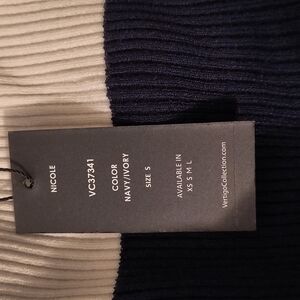 NICOLE
VC37341
COLOR
NAVY/IVORY
SIZE S
AVAILABLE IN
XS S M L
VertigoCollection.com